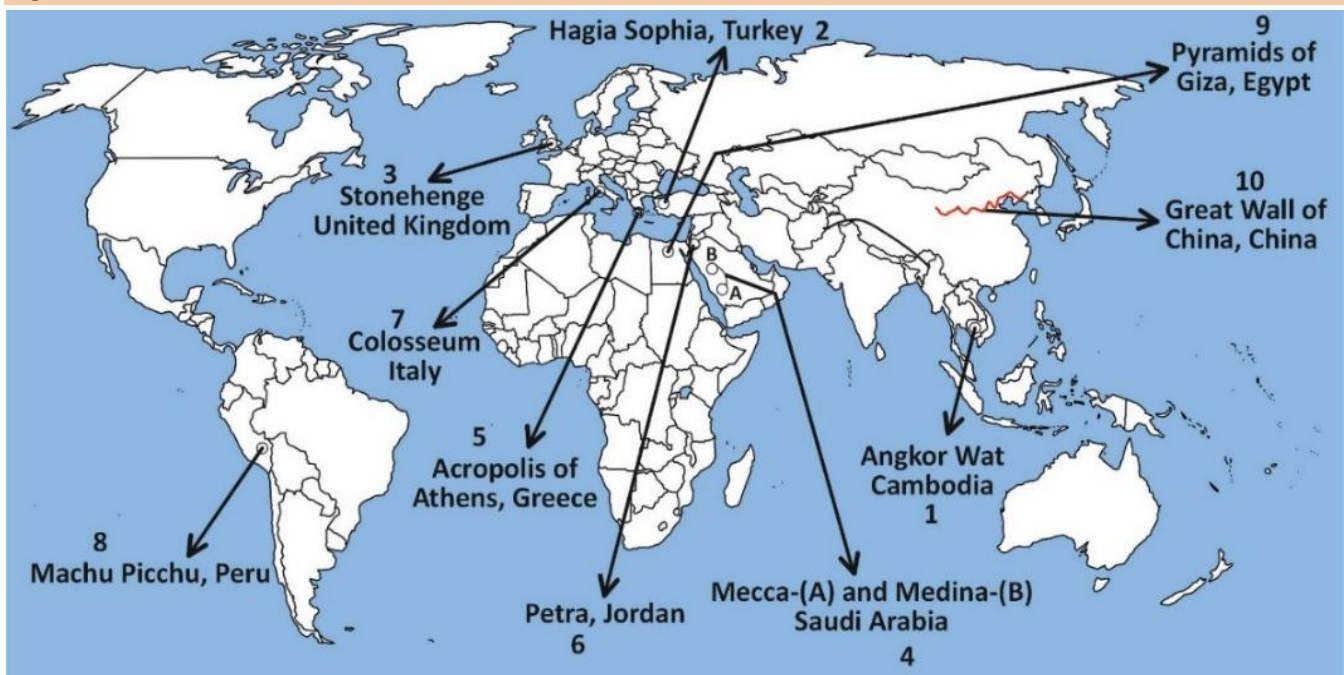 Hagia Sophia, Turkey 2
9
Pyramids of
Giza, Egypt
3
Stonehenge
United Kingdom
10
Great Wall of
China, China
B
A
7
Colosseum
Italy
5
Acropolis of
Athens, Greece
Angkor Wat
Cambodia
1
8
Machu Picchu, Peru
Petra, Jordan
6
Mecca-(A) and Medina-(B)
Saudi Arabia
4